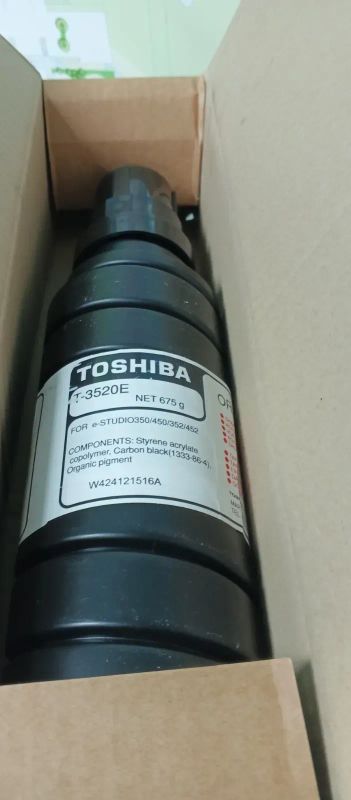 TOSHIBA
T-3520E
NET 675 g
FOR e-STUDIO350/450/352/452
COMPONENTS: Styrene acrylate
copolymer, Carbon black(1333-86-4),
Organic pigment
W424121516A